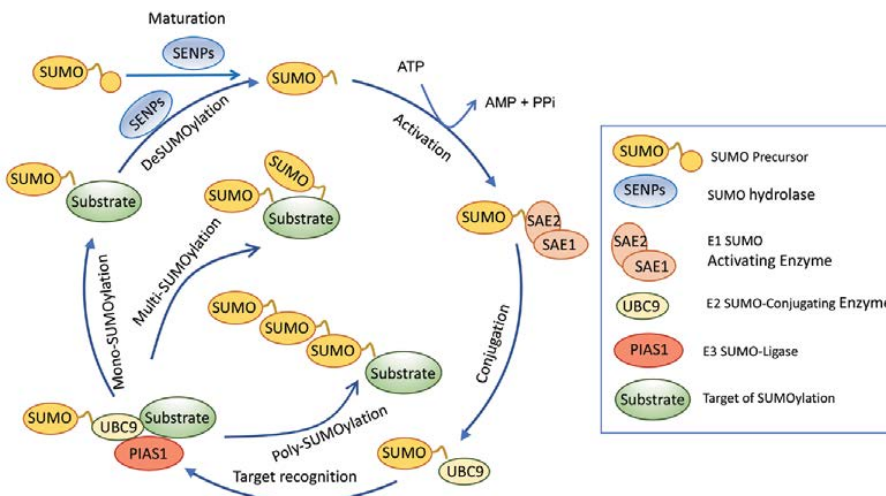 Maturation
SENPs
SUMO
SUMO
ATP
AMP + PPi
SENPs
DeSUMOylation
Activation
SUMO
Substrate
SUMO
SUMO
Substrate
SUMO
SAE2
SAE1
Mono-SUMOylation
Multi-SUMOylation
SUMO
SUMO
SUMO
Substrate
Conjugation
SUMO
UBC9
Substrate
PIAS1
Poly-SUMOylation
SUMO
UBC9
Target recognition
SUMO
SUMO Precursor
SENPs
SUMO hydrolase
SAE2
SAE1
E1 SUMO
Activating Enzyme
UBC9
E2 SUMO-Conjugating Enzyme
PIAS1
E3 SUMO-Ligase
Substrate
Target of SUMOylation